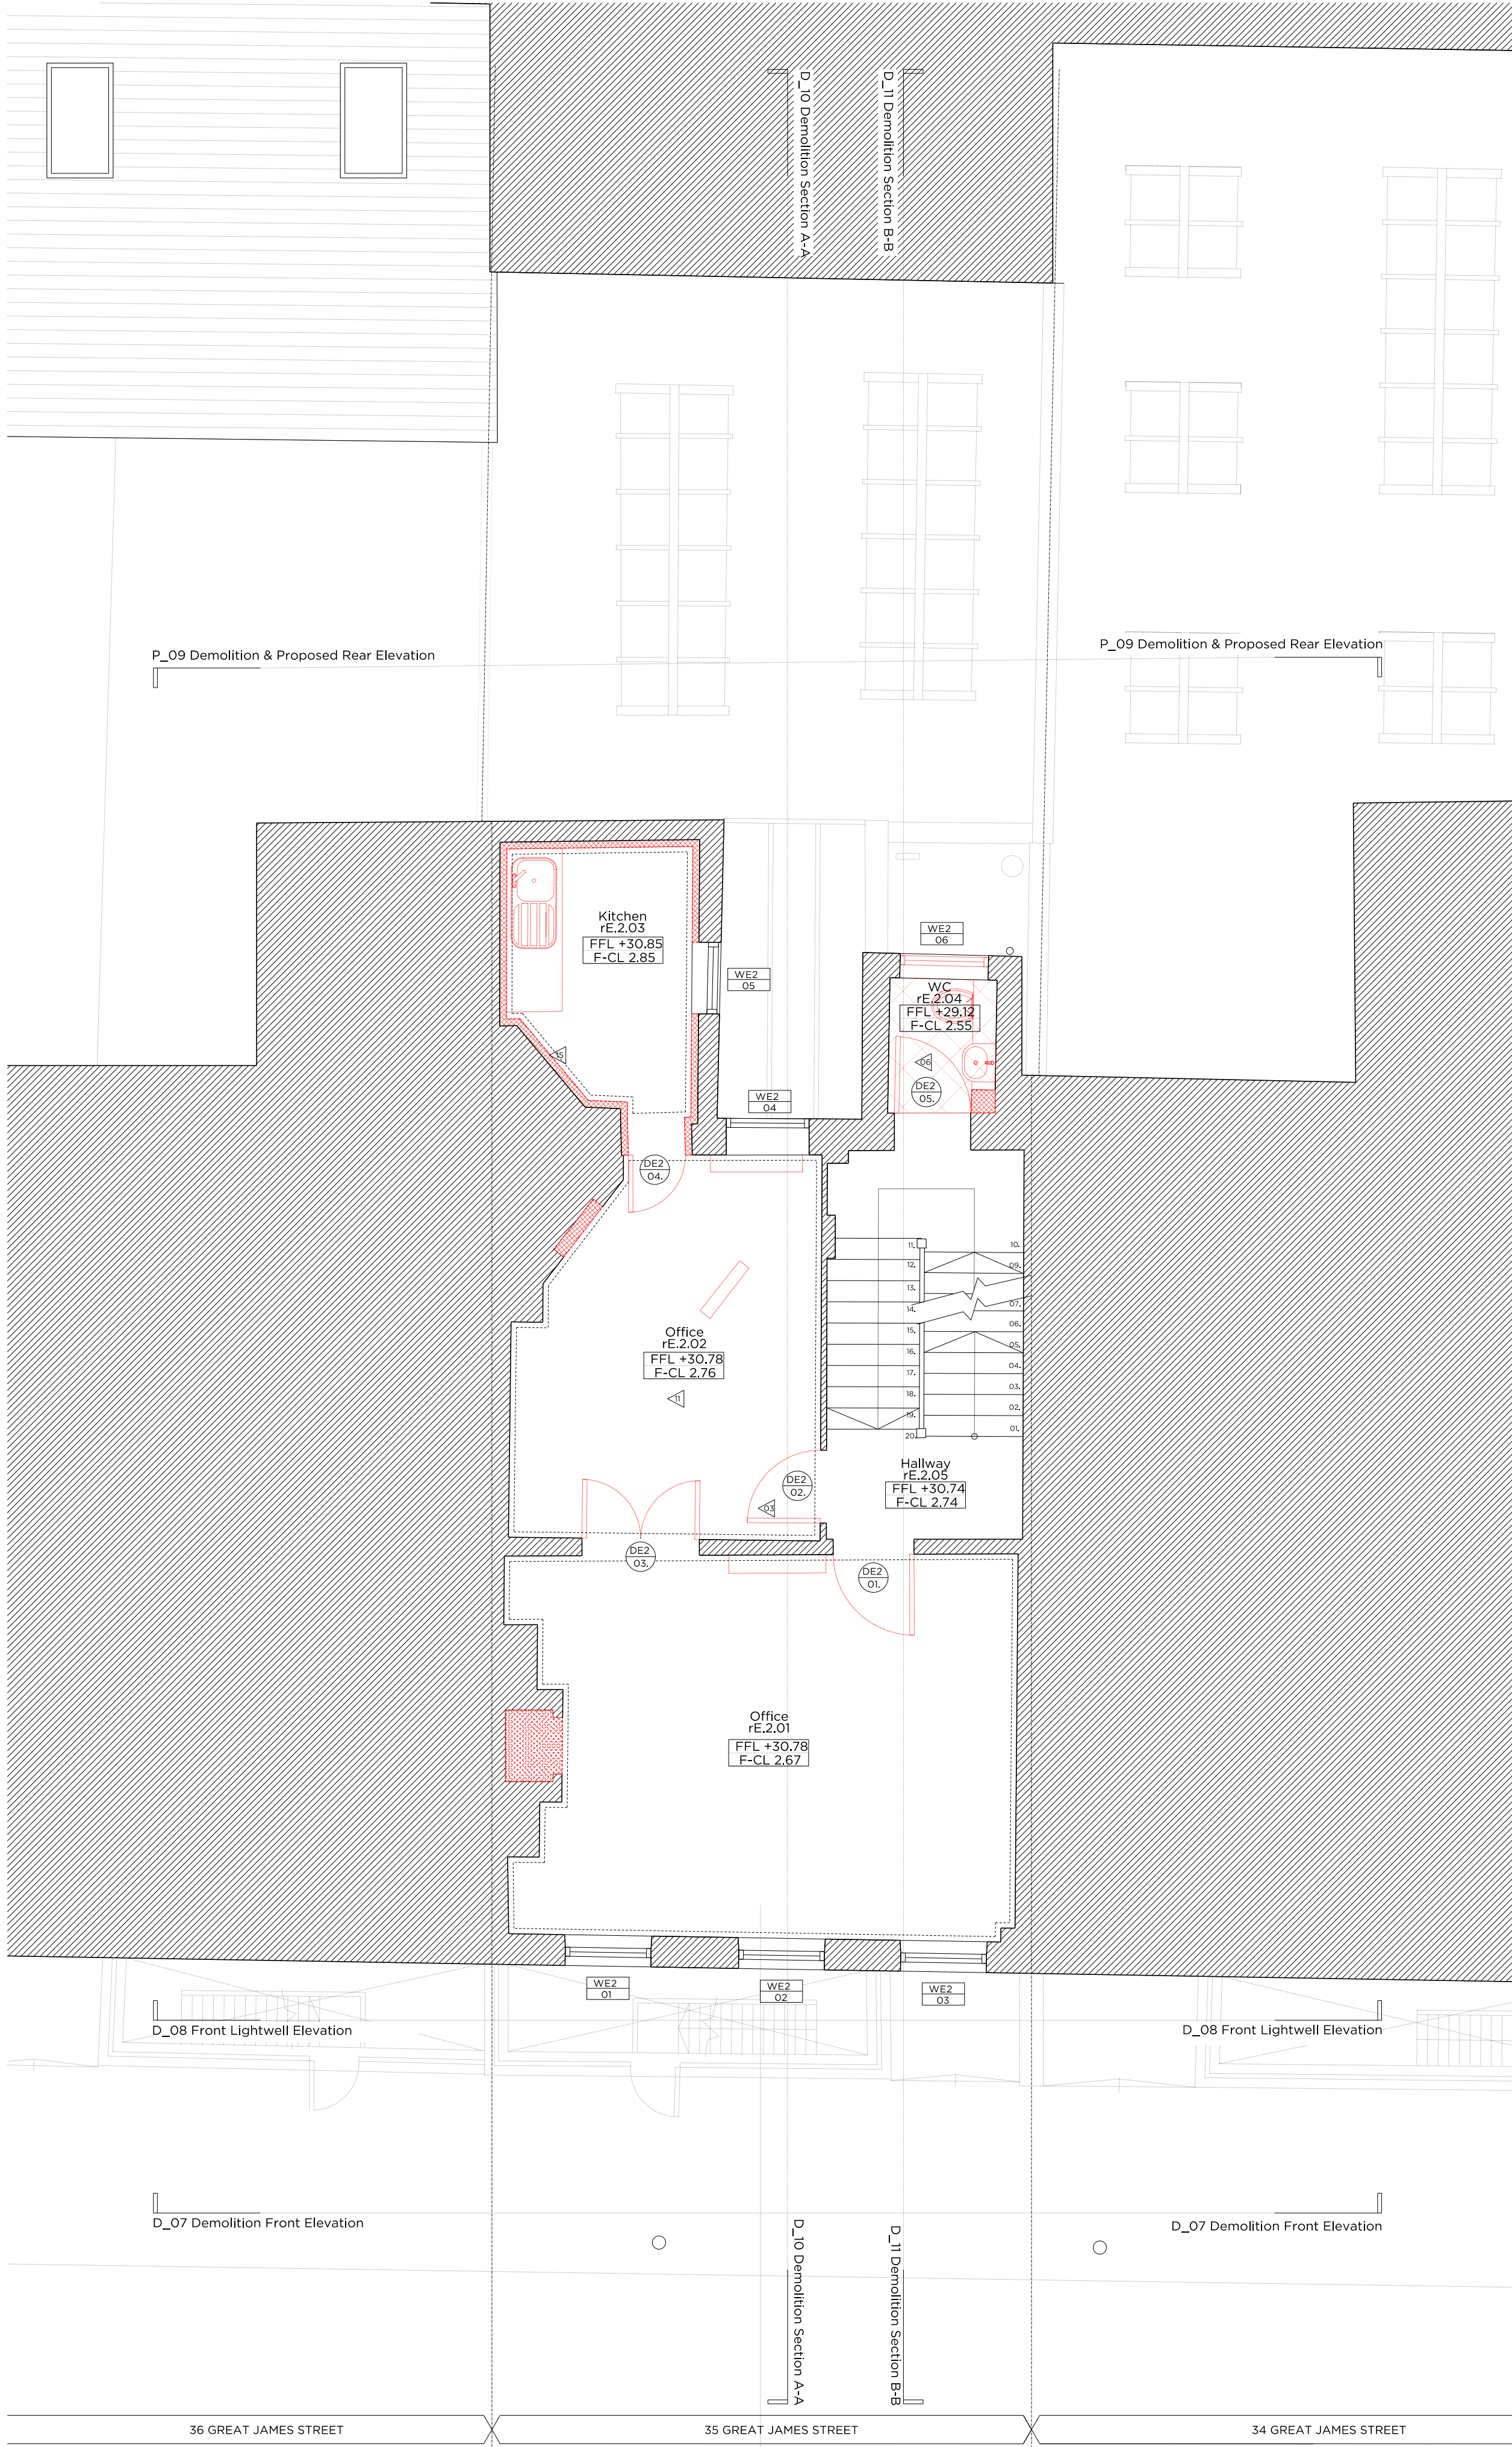 D_10 Demolition Section A-A
D_11 Demolition Section B-B
P_09 Demolition & Proposed Rear Elevation
P_09 Demolition & Proposed Rear Elevation
Kitchen
rE.2.03
FFL +30.85
F-CL 2.85
WE2
05
WE2
06
WC
rE.2.04
FFL +29.12
F-CL 2.55
15
06
DE2
05.
WE2
04
DE2
04.
11.
12.
13.
14.
15.
16.
17.
18.
19.
20.
10.
09.
07.
06.
05.
04.
03.
02.
01.
Office
rE.2.02
FFL +30.78
F-CL 2.76
11
Hallway
rE.2.05
FFL +30.74
F-CL 2.74
DE2
02.
03
DE2
03.
DE2
01.
Office
rE.2.01
FFL +30.78
F-CL 2.67
WE2
01
WE2
02
WE2
03
D_08 Front Lightwell Elevation
D_08 Front Lightwell Elevation
D_07 Demolition Front Elevation
D_07 Demolition Front Elevation
D_10 Demolition Section A-A
D_11 Demolition Section B-B
36 GREAT JAMES STREET
35 GREAT JAMES STREET
34 GREAT JAMES STREET